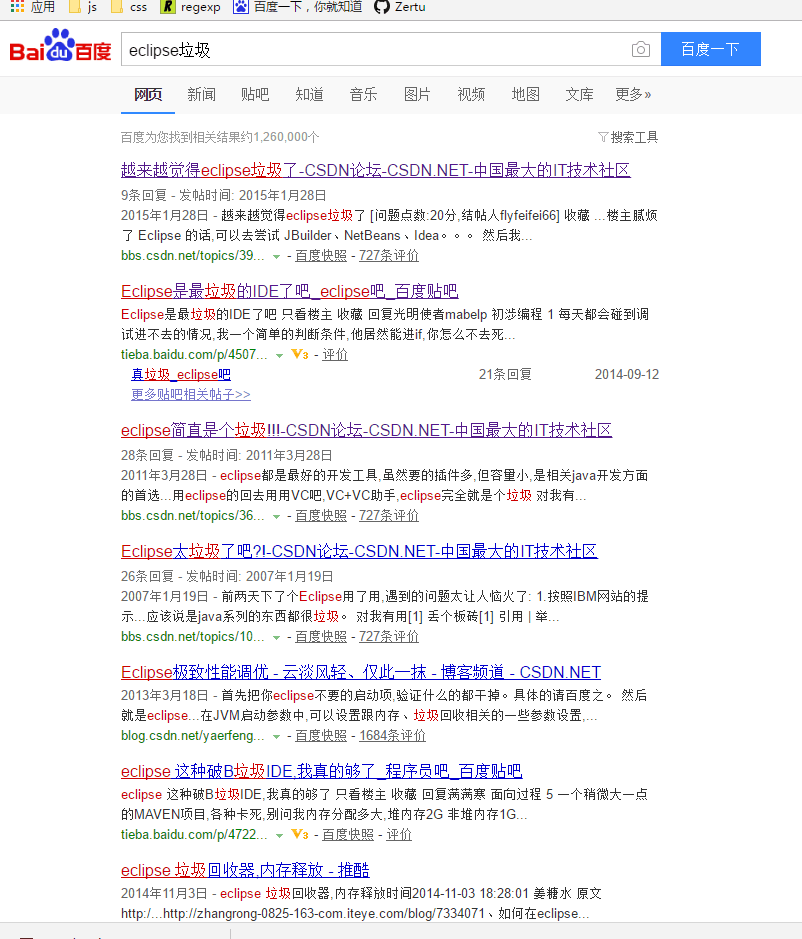 应用 js css regexp 百度一下，你就知道 Zertu
Bai du 百度 eclipse垃圾 百度一下
网页 新闻 贴吧 知道 音乐 图片 视频 地图 文库 更多»
百度为您找到相关结果约1,260,000个 搜索工具
越来越觉得eclipse垃圾了-CSDN论坛-CSDN.NET-中国最大的IT技术社区
9条回复 - 发帖时间: 2015年1月28日
2015年1月28日 - 越来越觉得eclipse垃圾了 [问题点数:20分,结帖人flyfeifei66] 收藏 ...楼主腻烦
了 Eclipse 的话,可以去尝试 JBuilder、NetBeans、Idea。。。 然后我...
bbs.csdn.net/topics/39... - 百度快照 - 727条评价
Eclipse是最垃圾的IDE了吧_eclipse吧_百度贴吧
Eclipse是最垃圾的IDE了吧 只看楼主 收藏 回复光明使者mabelp 初涉编程 1 每天都会碰到调
试进不去的情况,我一个简单的判断条件,他居然能进if,你怎么不去死...
tieba.baidu.com/p/4507... V3 - 评价
真垃圾_eclipse吧 21条回复 2014-09-12
更多贴吧相关帖子>>
eclipse简直是个垃圾!!!-CSDN论坛-CSDN.NET-中国最大的IT技术社区
28条回复 - 发帖时间: 2011年3月28日
2011年3月28日 - eclipse都是最好的开发工具,虽然要的插件多,但容量小,是相关java开发方面
的首选...用eclipse的回去用用VC吧,VC+VC助手,eclipse完全就是个垃圾 对我有...
bbs.csdn.net/topics/36... - 百度快照 - 727条评价
Eclipse太垃圾了吧?!-CSDN论坛-CSDN.NET-中国最大的IT技术社区
26条回复 - 发帖时间: 2007年1月19日
2007年1月19日 - 前两天下了个Eclipse用了用,遇到的问题太让人恼火了: 1.按照IBM网站的提
示...应该说是java系列的东西都很垃圾。 对我有用[1] 丢个板砖[1] 引用 | 举...
bbs.csdn.net/topics/10... - 百度快照 - 727条评价
Eclipse极致性能调优 - 云淡风轻、仅此一抹 - 博客频道 - CSDN.NET
2013年3月18日 - 首先把你eclipse不要的启动项,验证什么的都干掉。具体的请百度之。 然后
就是eclipse...在JVM启动参数中,可以设置跟内存、垃圾回收相关的一些参数设置,...
blog.csdn.net/yaerfeng... - 百度快照 - 1684条评价
eclipse 这种破B垃圾IDE,我真的够了_程序员吧_百度贴吧
eclipse 这种破B垃圾IDE,我真的够了 只看楼主 收藏 回复满满寒 面向过程 5 一个稍微大一点
的MAVEN项目,各种卡死,别问我内存分配多大,堆内存2G 非堆内存1G...
tieba.baidu.com/p/4722... V3 - 百度快照 - 评价
eclipse 垃圾回收器,内存释放 - 推酷
2014年11月3日 - eclipse 垃圾回收器,内存释放时间2014-11-03 18:28:01 姜糖水 原文
http:/...http://zhangrong-0825-163-com.iteye.com/blog/7334071、如何在eclipse...